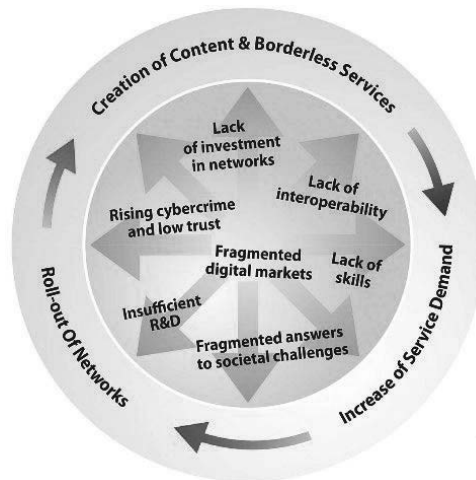 Creation of Content & Borderless Services
Lack
of investment
in networks
Lack of
interoperability
Rising cybercrime
and low trust
Fragmented
digital markets
Lack of
skills
Insufficient
R&D
Fragmented answers
to societal challenges
Roll-out Of Networks
Increase of Service Demand